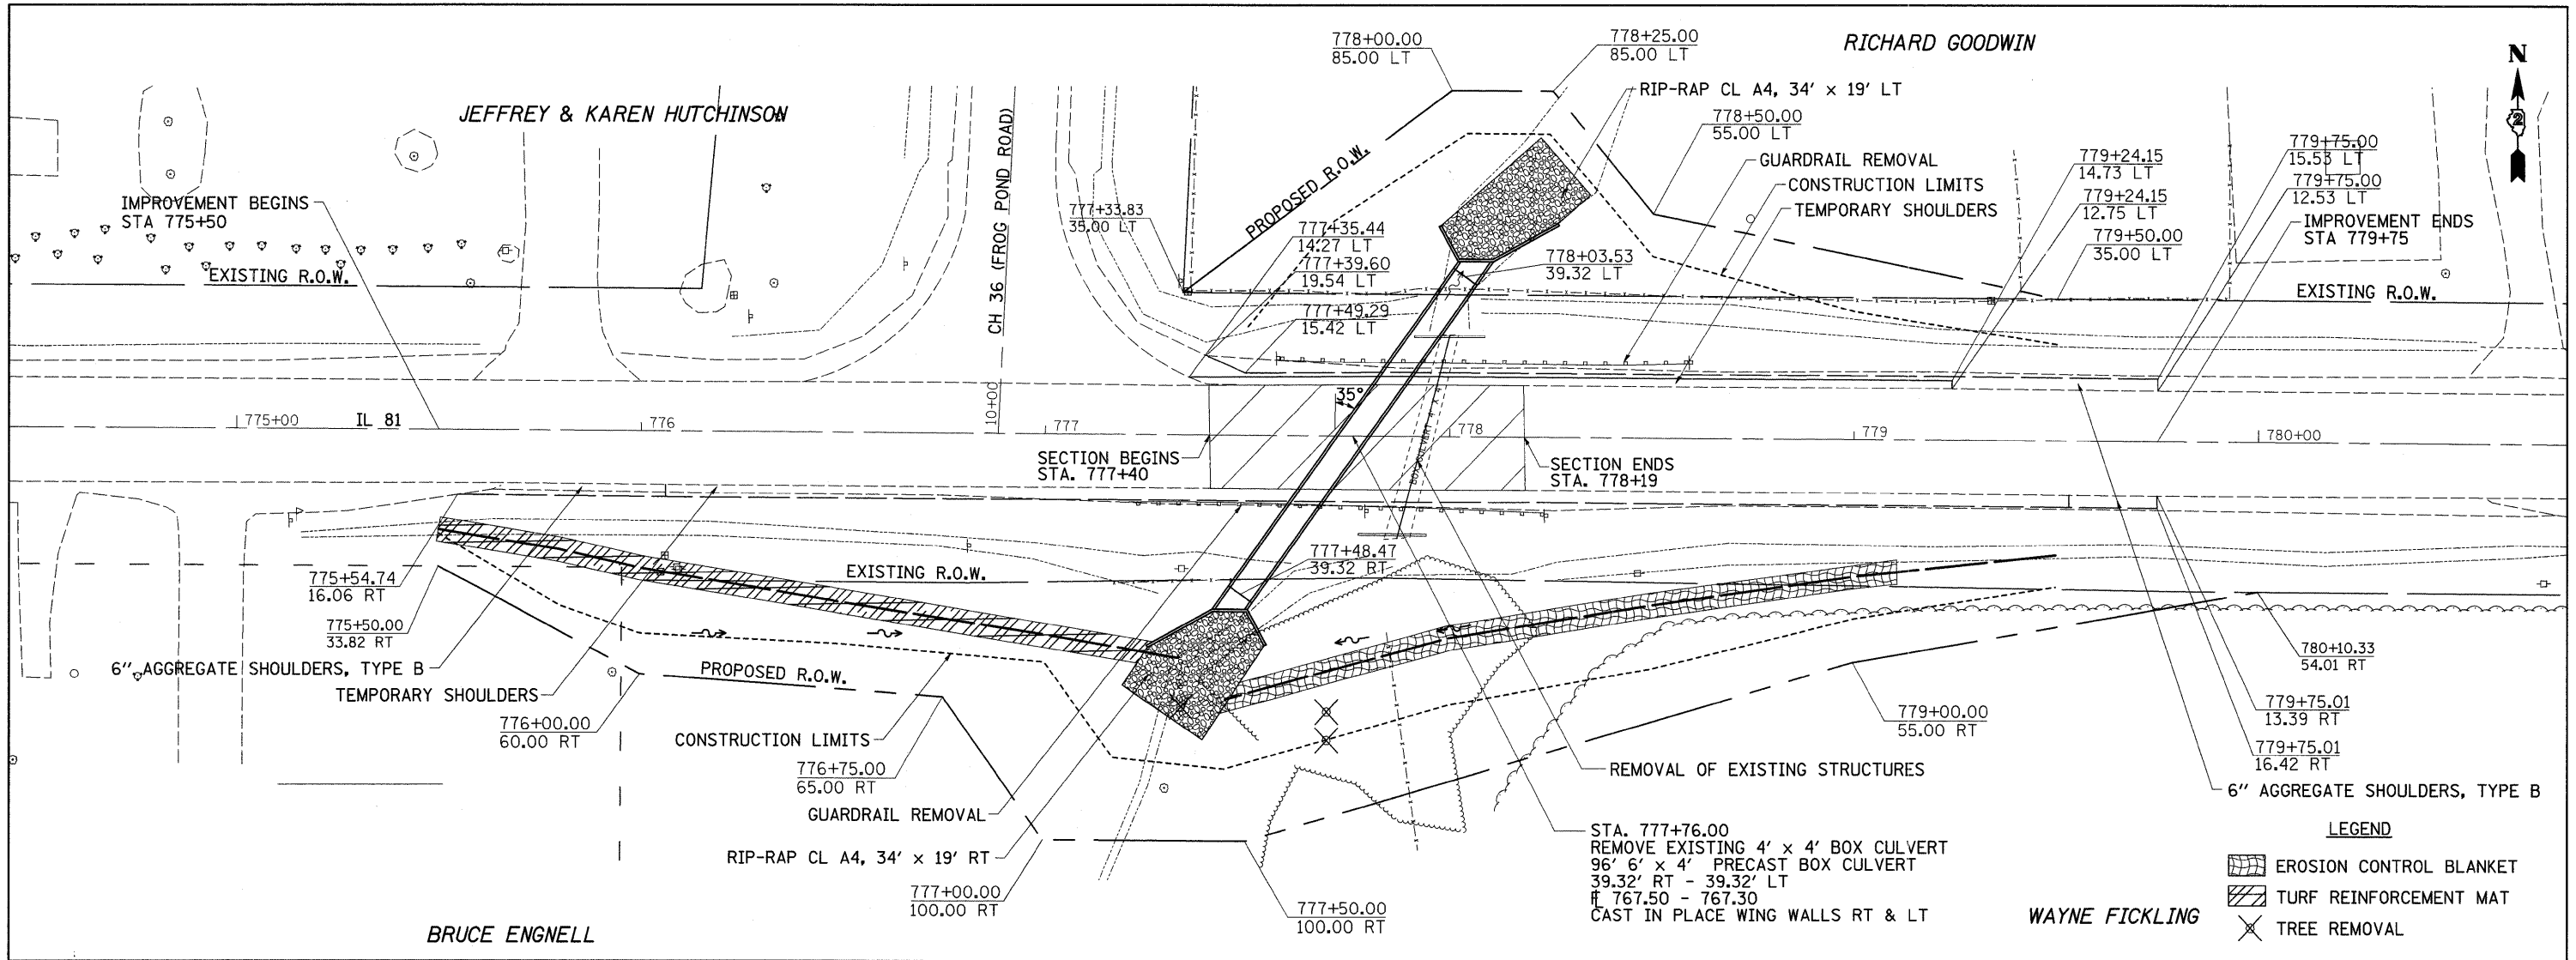 778+00.00
85.00 LT
778+25.00
85.00 LT
RICHARD GOODWIN
N
2
RIP-RAP CL A4, 34' x 19' LT
JEFFREY & KAREN HUTCHINSON
778+50.00
55.00 LT
CH 36 (FROG POND ROAD)
PROPOSED R.O.W.
GUARDRAIL REMOVAL
CONSTRUCTION LIMITS
TEMPORARY SHOULDERS
779+24.15
14.73 LT
779+24.15
12.75 LT
779+50.00
35.00 LT
779+75.00
15.53 LT
779+75.00
12.53 LT
IMPROVEMENT ENDS
STA 779+75
IMPROVEMENT BEGINS
STA 775+50
777+33.83
35.00 LT
777+35.44
14.27 LT
777+39.60
19.54 LT
777+49.29
15.42 LT
778+03.53
39.32 LT
EXISTING R.O.W.
EXISTING R.O.W.
35°
10+00
775+00
IL 81
776
777
778
779
780+00
BOX CULVERT 4' x 4'
SECTION BEGINS
STA. 777+40
SECTION ENDS
STA. 778+19
777+48.47
39.32 RT
EXISTING R.O.W.
775+54.74
16.06 RT
775+50.00
33.82 RT
6" AGGREGATE SHOULDERS, TYPE B
TEMPORARY SHOULDERS
PROPOSED R.O.W.
776+00.00
60.00 RT
CONSTRUCTION LIMITS
776+75.00
65.00 RT
GUARDRAIL REMOVAL
RIP-RAP CL A4, 34' x 19' RT
777+00.00
100.00 RT
777+50.00
100.00 RT
780+10.33
54.01 RT
779+75.01
13.39 RT
779+75.01
16.42 RT
779+00.00
55.00 RT
6" AGGREGATE SHOULDERS, TYPE B
REMOVAL OF EXISTING STRUCTURES
STA. 777+76.00
REMOVE EXISTING 4' x 4' BOX CULVERT
96' 6' x 4' PRECAST BOX CULVERT
39.32' RT - 39.32' LT
FL 767.50 - 767.30
CAST IN PLACE WING WALLS RT & LT
BRUCE ENGNELL
WAYNE FICKLING
LEGEND
EROSION CONTROL BLANKET
TURF REINFORCEMENT MAT
TREE REMOVAL